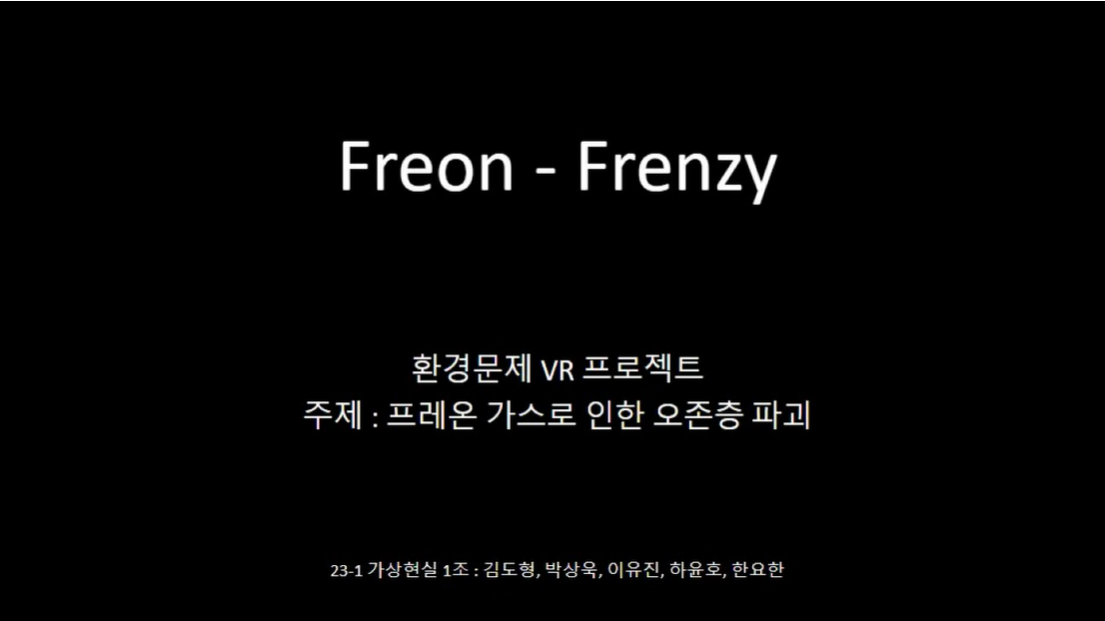 Freon - Frenzy
환경문제 VR 프로젝트
주제 : 프레온 가스로 인한 오존층 파괴
23-1 가상현실 1조 : 김도형, 박상욱, 이유진, 하윤호, 한요한